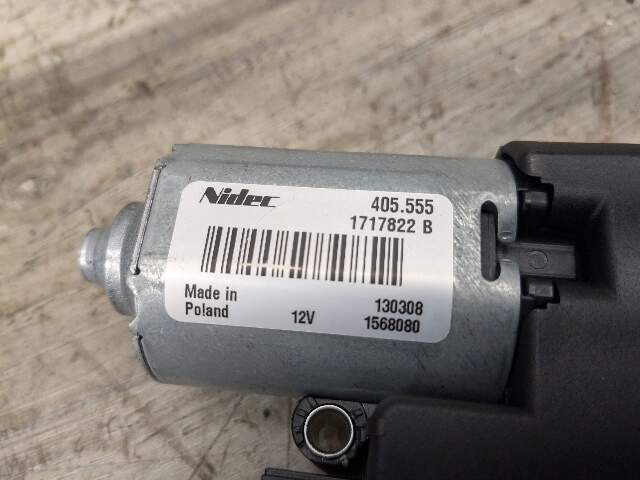 Nidec 405.555
1717822 B
Made in 130308
Poland 12V 1568080